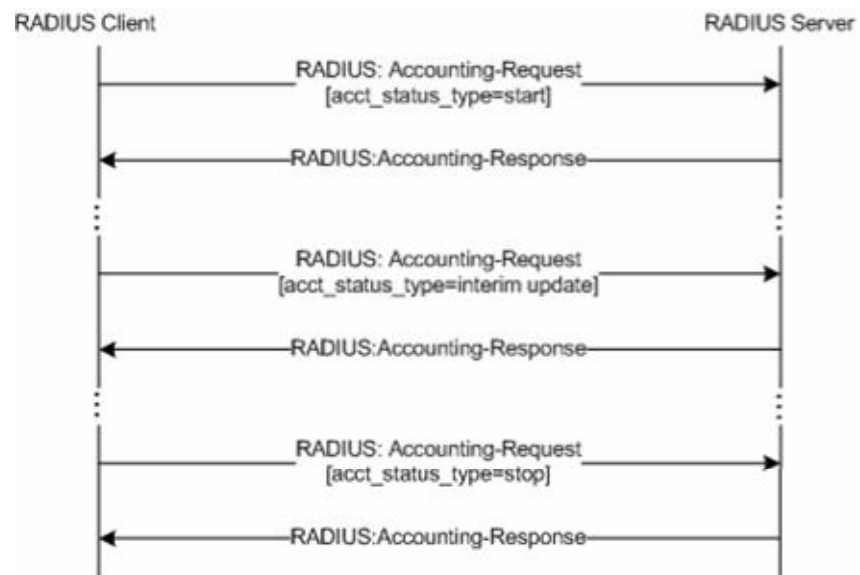 RADIUS Client
RADIUS Server
RADIUS: Accounting-Request
[acct_status_type=start]
RADIUS:Accounting-Response
RADIUS: Accounting-Request
[acct_status_type=interim update]
RADIUS:Accounting-Response
RADIUS: Accounting-Request
[acct_status_type=stop]
RADIUS:Accounting-Response